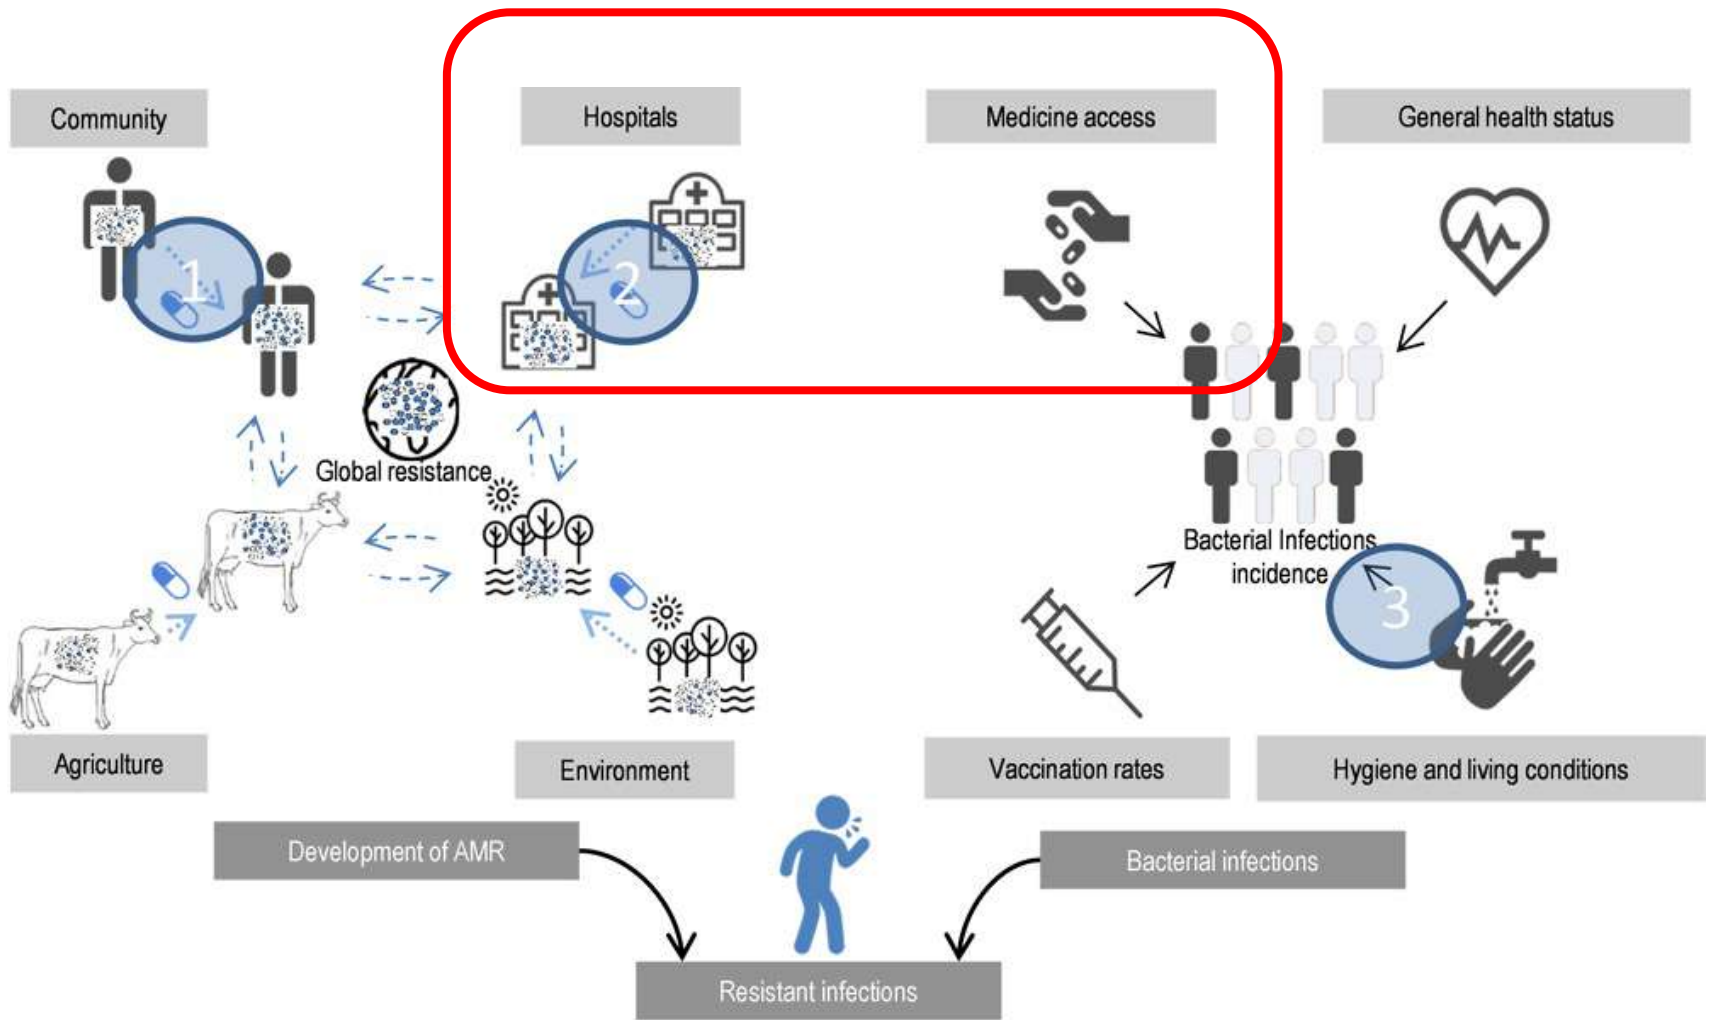 Community
Hospitals
Medicine access
General health status
1
2
Global resistance
Bacterial Infections
incidence
3
Agriculture
Environment
Vaccination rates
Hygiene and living conditions
Development of AMR
Bacterial infections
Resistant infections